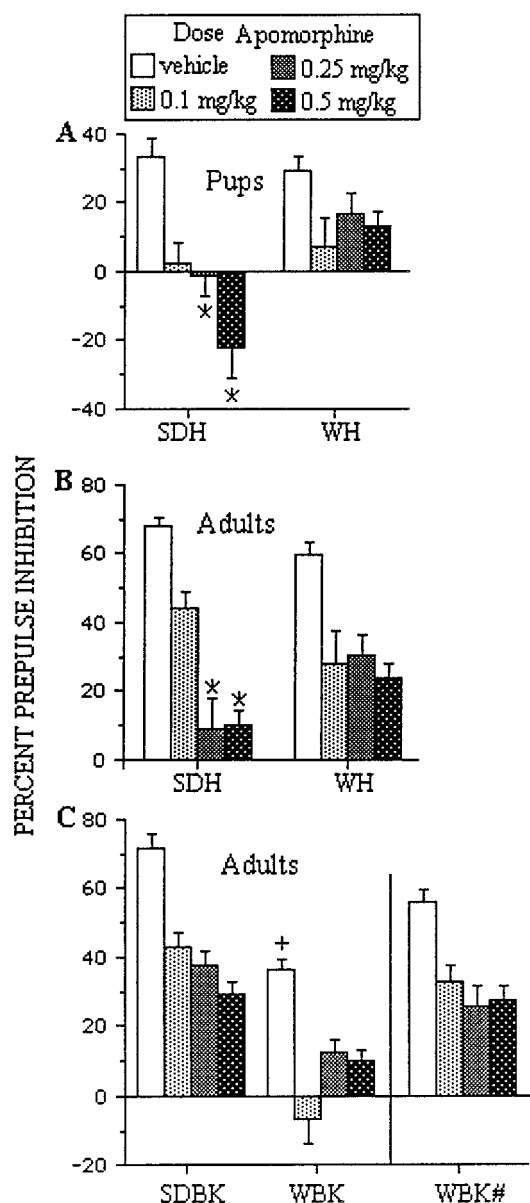 Dose Apomorphine
vehicle 0.25 mg/kg
0.1 mg/kg 0.5 mg/kg
PERCENT PREPULSE INHIBITION
A
Pups
40
20
0
-20
-40
*
*
SDH WH
B
Adults
80
60
40
20
0
* *
SDH WH
C
Adults
80
60
40
20
0
-20
+
SDBK WBK WBK#